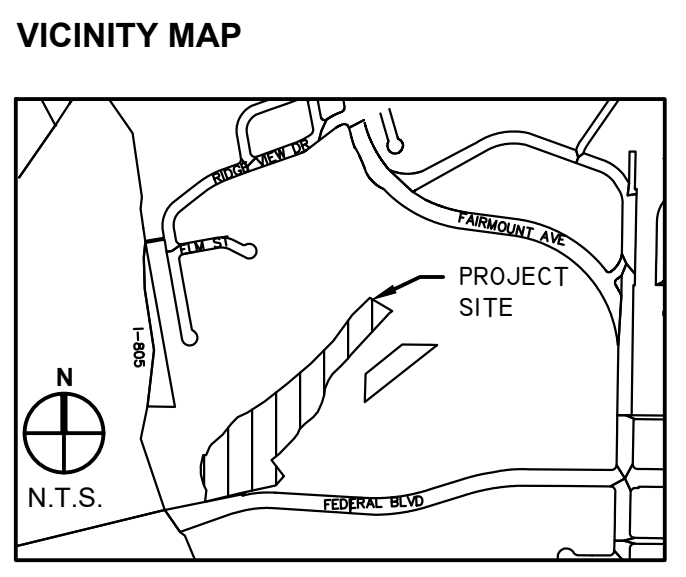 VICINITY MAP
RIDGE VIEW DR
ELM ST
FAIRMOUNT AVE
PROJECT
SITE
I-805
N
N.T.S.
FEDERAL BLVD